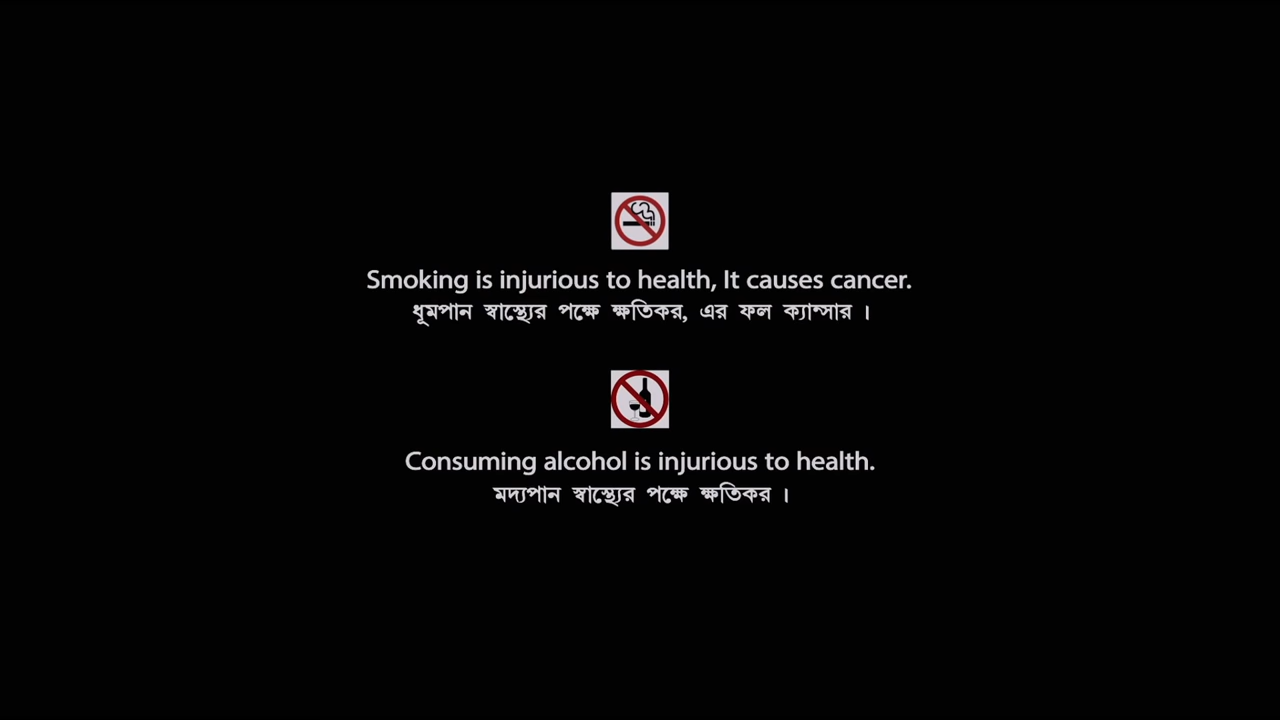 Smoking is injurious to health, It causes cancer.
ধূমপান স্বাস্থ্যের পক্ষে ক্ষতিকর, এর ফল ক্যান্সার ।
Consuming alcohol is injurious to health.
মদ্যপান স্বাস্থ্যের পক্ষে ক্ষতিকর ।